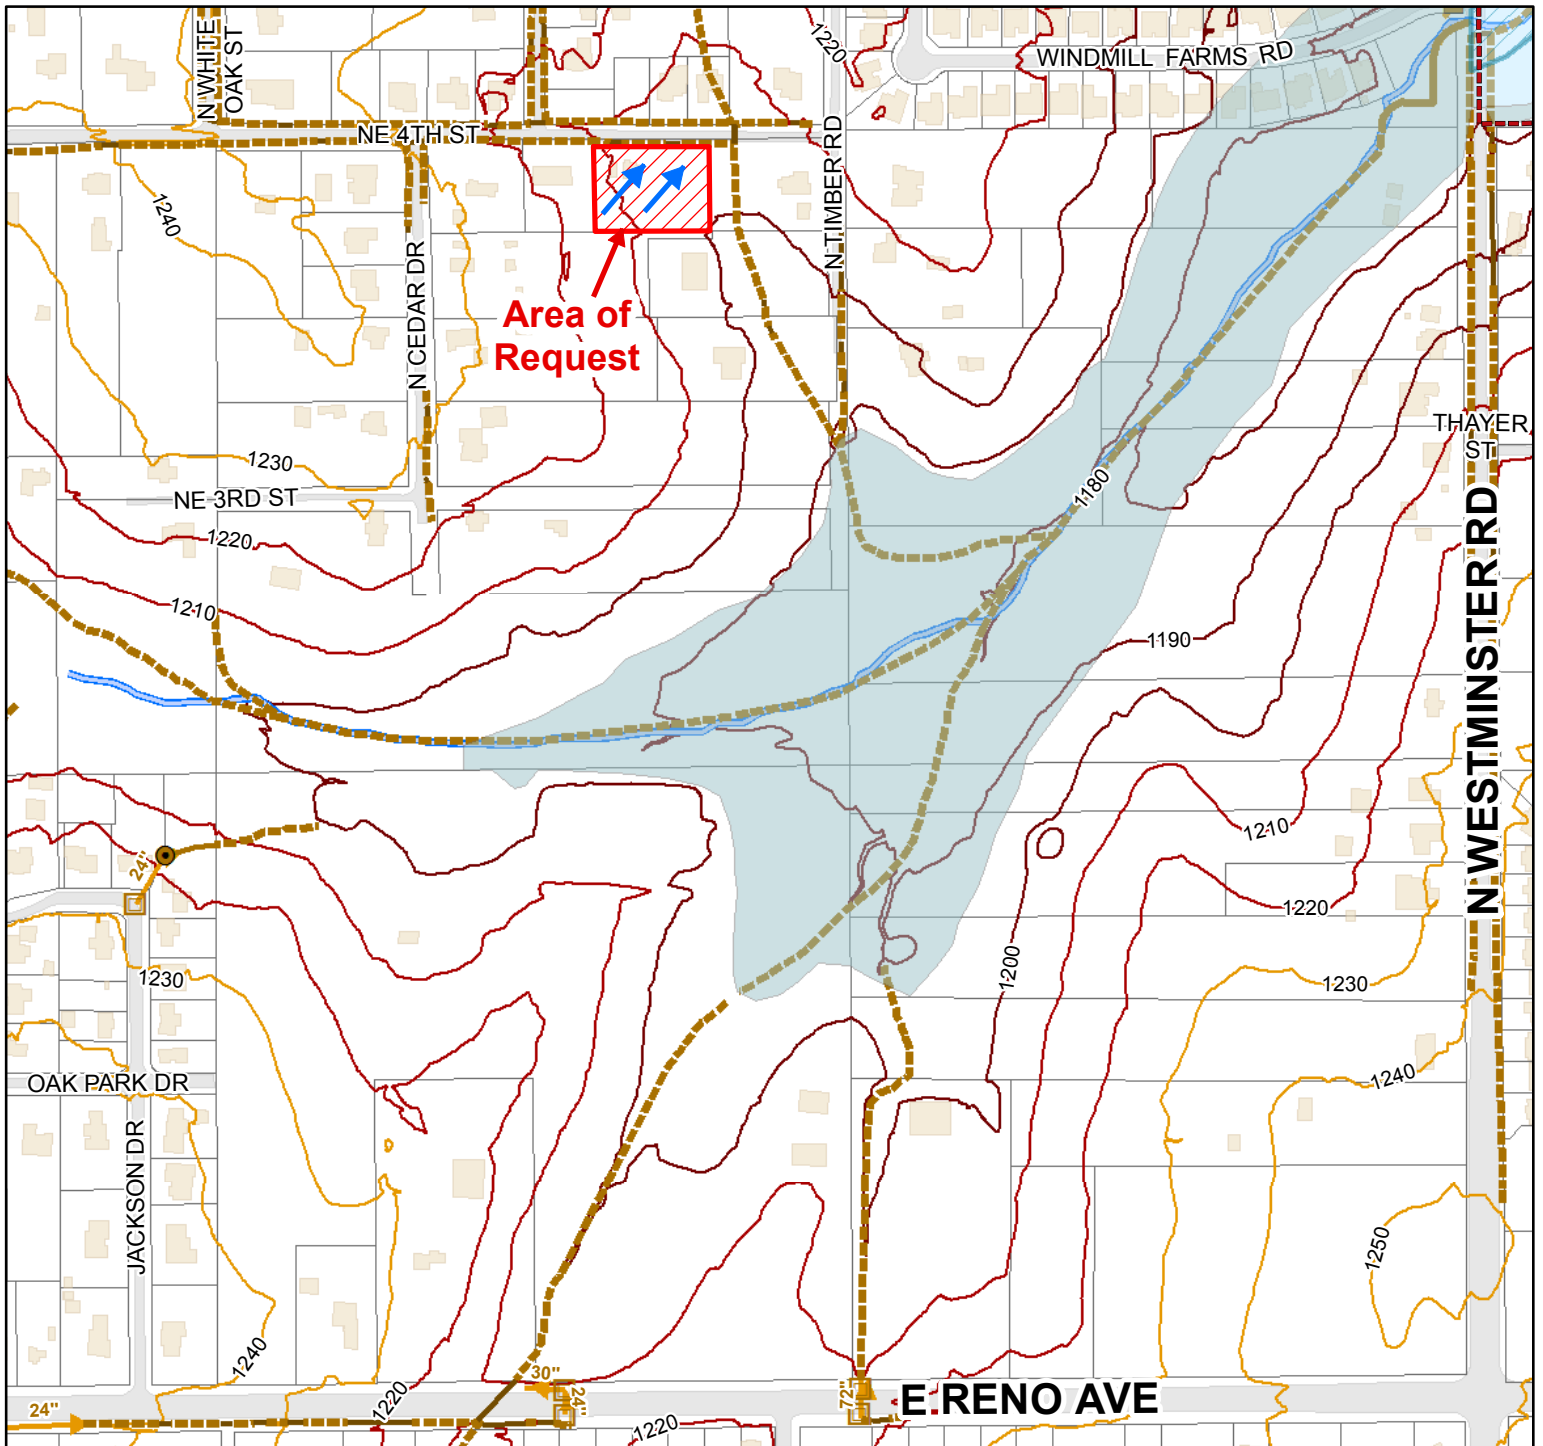 N WHITE
OAK ST
1220
WINDMILL FARMS RD
NE 4TH ST
N TIMBER RD
1240
N CEDAR DR
Area of
Request
THAYER
ST
1230
1180
NE 3RD ST
1220
N WESTMINSTER RD
1210
1190
1210
24"
1220
1230
1200
1230
OAK PARK DR
1240
JACKSON DR
1250
1240
30"
24"
1220
72"
E RENO AVE
24"
1220